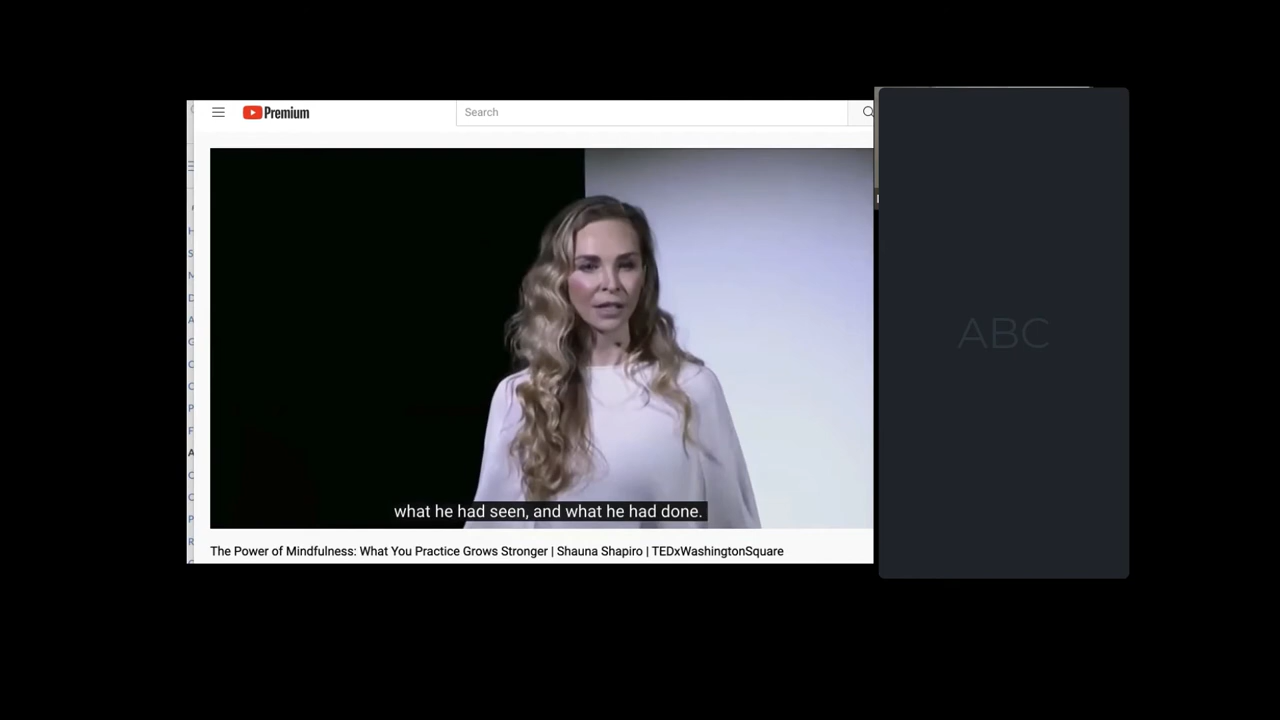 Premium
Search
what he had seen, and what he had done.
The Power of Mindfulness: What You Practice Grows Stronger | Shauna Shapiro | TEDxWashingtonSquare
ABC